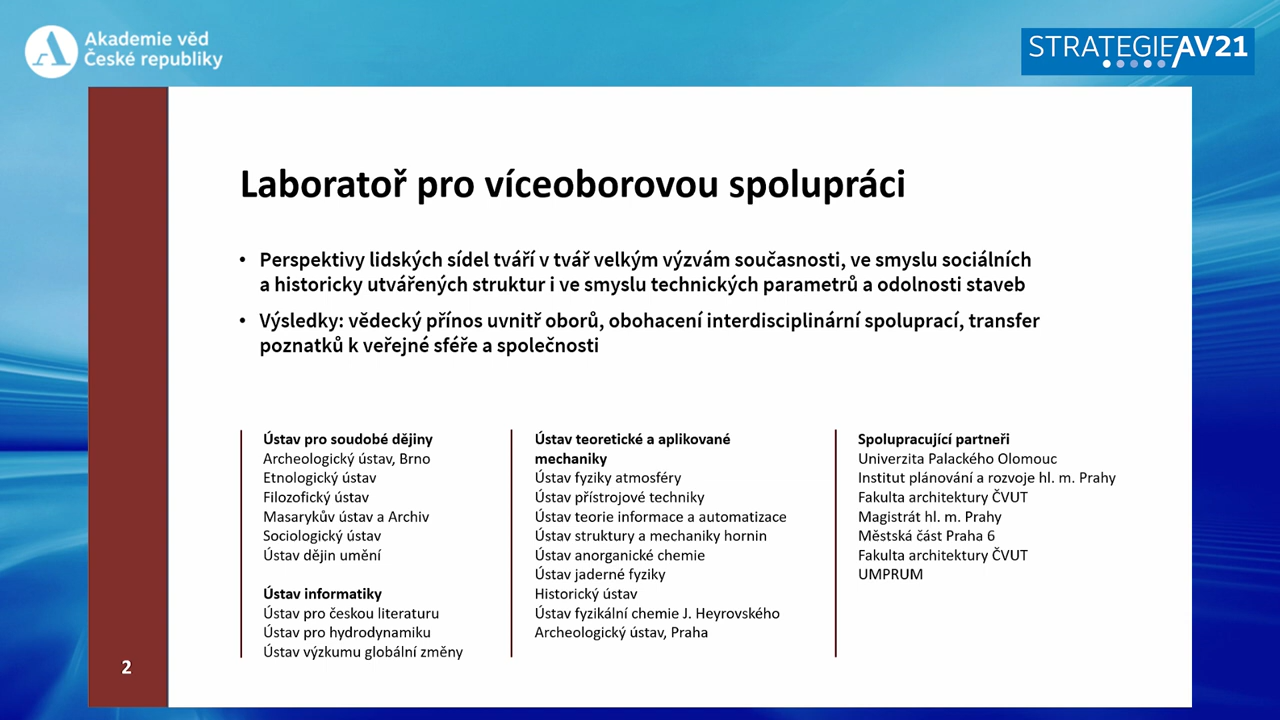 Akademie věd
České republiky
STRATEGIE AV21
Laboratoř pro víceoborovou spolupráci
• Perspektivy lidských sídel tváří v tvář velkým výzvám současnosti, ve smyslu sociálních
a historicky utvářených struktur i ve smyslu technických parametrů a odolnosti staveb
• Výsledky: vědecký přínos uvnitř oborů, obohacení interdisciplinární spoluprací, transfer
poznatků k veřejné sféře a společnosti
Ústav pro soudobé dějiny
Archeologický ústav, Brno
Etnologický ústav
Filozofický ústav
Masarykův ústav a Archiv
Sociologický ústav
Ústav dějin umění
Ústav informatiky
Ústav pro českou literaturu
Ústav pro hydrodynamiku
Ústav výzkumu globální změny
Ústav teoretické a aplikované
mechaniky
Ústav fyziky atmosféry
Ústav přístrojové techniky
Ústav teorie informace a automatizace
Ústav struktury a mechaniky hornin
Ústav anorganické chemie
Ústav jaderné fyziky
Historický ústav
Ústav fyzikální chemie J. Heyrovského
Archeologický ústav, Praha
Spolupracující partneři
Univerzita Palackého Olomouc
Institut plánování a rozvoje hl. m. Prahy
Fakulta architektury ČVUT
Magistrát hl. m. Prahy
Městská část Praha 6
Fakulta architektury ČVUT
UMPRUM
2